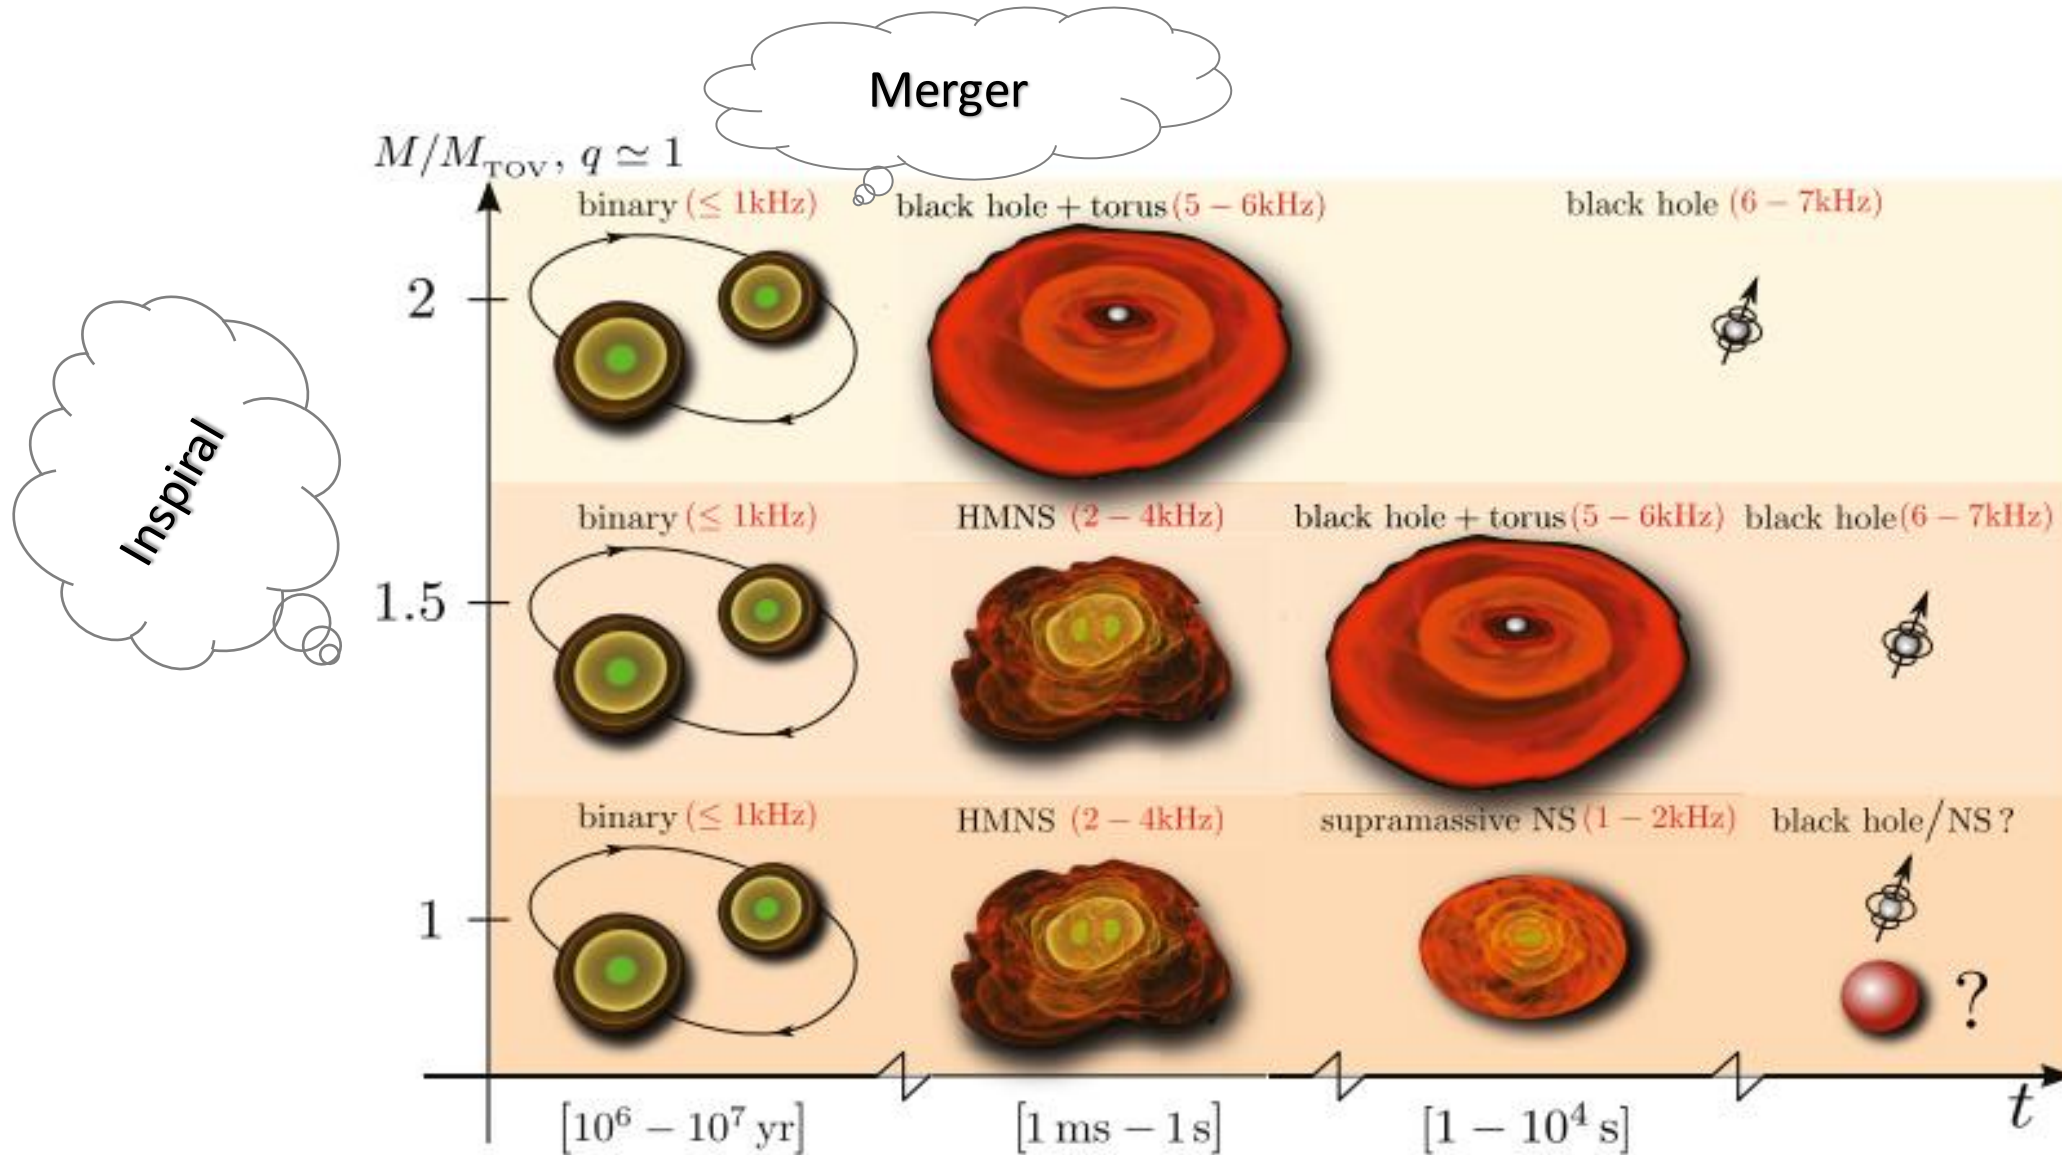 Merger
M/M_TOV, q ≃ 1
binary (≤ 1kHz)
black hole + torus (5 − 6kHz)
black hole (6 − 7kHz)
2
Inspiral
binary (≤ 1kHz)
HMNS (2 − 4kHz)
black hole + torus (5 − 6kHz)
black hole (6 − 7kHz)
1.5
binary (≤ 1kHz)
HMNS (2 − 4kHz)
supramassive NS (1 − 2kHz)
black hole/NS ?
1
?
t
[10⁶ − 10⁷ yr]
[1 ms − 1 s]
[1 − 10⁴ s]